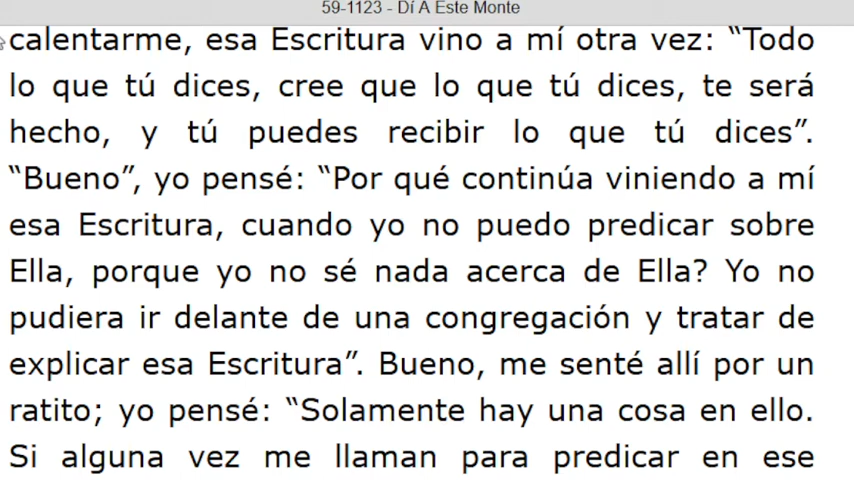 59-1123 - Dí A Este Monte
calentarme, esa Escritura vino a mí otra vez: “Todo
lo que tú dices, cree que lo que tú dices, te será
hecho, y tú puedes recibir lo que tú dices”.
“Bueno”, yo pensé: “Por qué continúa viniendo a mí
esa Escritura, cuando yo no puedo predicar sobre
Ella, porque yo no sé nada acerca de Ella? Yo no
pudiera ir delante de una congregación y tratar de
explicar esa Escritura”. Bueno, me senté allí por un
ratito; yo pensé: “Solamente hay una cosa en ello.
Si alguna vez me llaman para predicar en ese